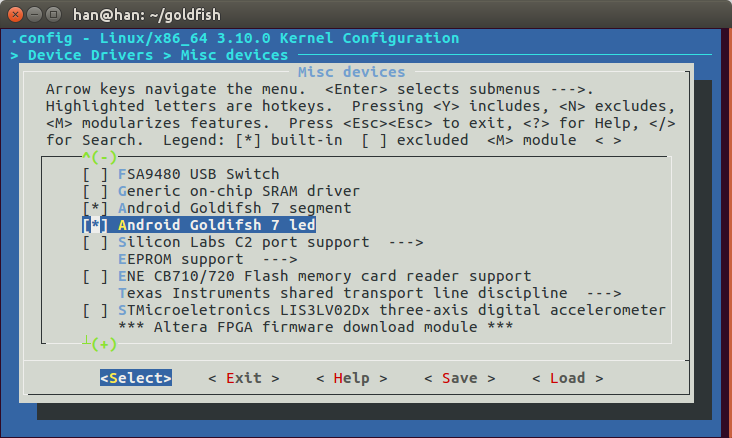 han@han: ~/goldfish
.config - Linux/x86_64 3.10.0 Kernel Configuration
> Device Drivers > Misc devices
Misc devices
Arrow keys navigate the menu.  <Enter> selects submenus --->.
Highlighted letters are hotkeys.  Pressing <Y> includes, <N> excludes,
<M> modularizes features.  Press <Esc><Esc> to exit, <?> for Help, </>
for Search.  Legend: [*] built-in  [ ] excluded  <M> module  < >
^(-)
[ ] FSA9480 USB Switch
[ ] Generic on-chip SRAM driver
[*] Android Goldifsh 7 segment
[*] Android Goldifsh 7 led
[ ] Silicon Labs C2 port support  --->
EEPROM support  --->
[ ] ENE CB710/720 Flash memory card reader support
Texas Instruments shared transport line discipline  --->
[ ] STMicroeletronics LIS3LV02Dx three-axis digital accelerometer
*** Altera FPGA firmware download module ***
┴(+)
<Select>    < Exit >    < Help >    < Save >    < Load >